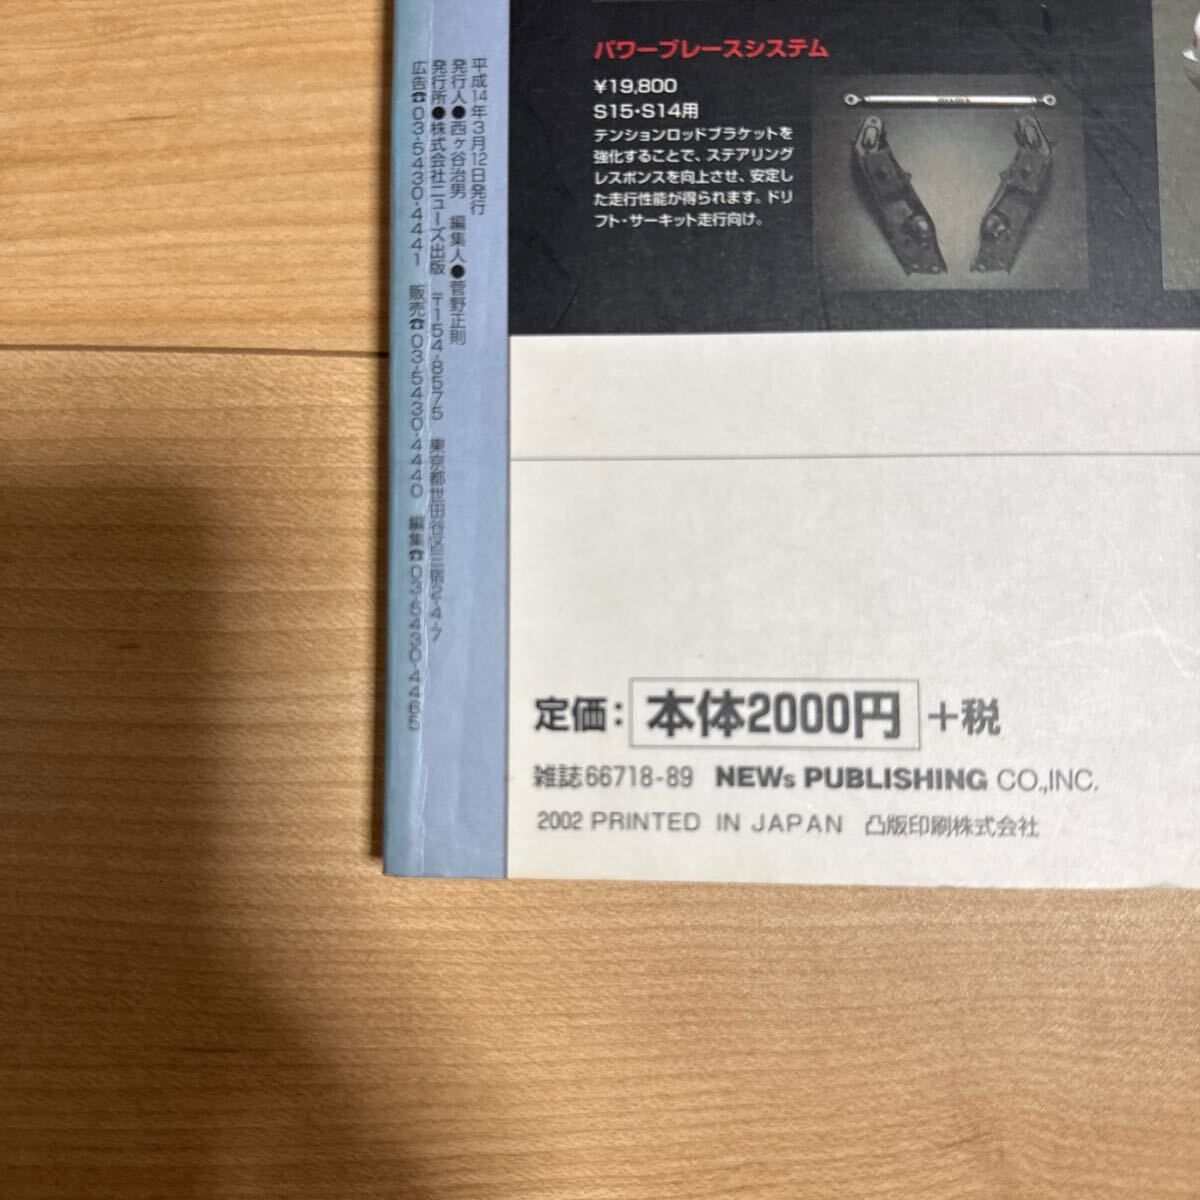 平成14年3月12日発行
発行人●西ヶ谷治男 編集人●菅野正則
発行所●株式会社ニューズ出版 〒154-8575 東京都世田谷区三宿2-4-7
広告☎03-5430-4441 販売☎03-5430-4440 編集☎03-5430-4465
パワーブレースシステム
¥19,800
S15・S14用
テンションロッドブラケットを
強化することで、ステアリング
レスポンスを向上させ、安定し
た走行性能が得られます。ドリ
フト・サーキット走行向け。
定価：本体2000円+税
雑誌66718-89 NEWs PUBLISHING CO.,INC.
2002 PRINTED IN JAPAN 凸版印刷株式会社